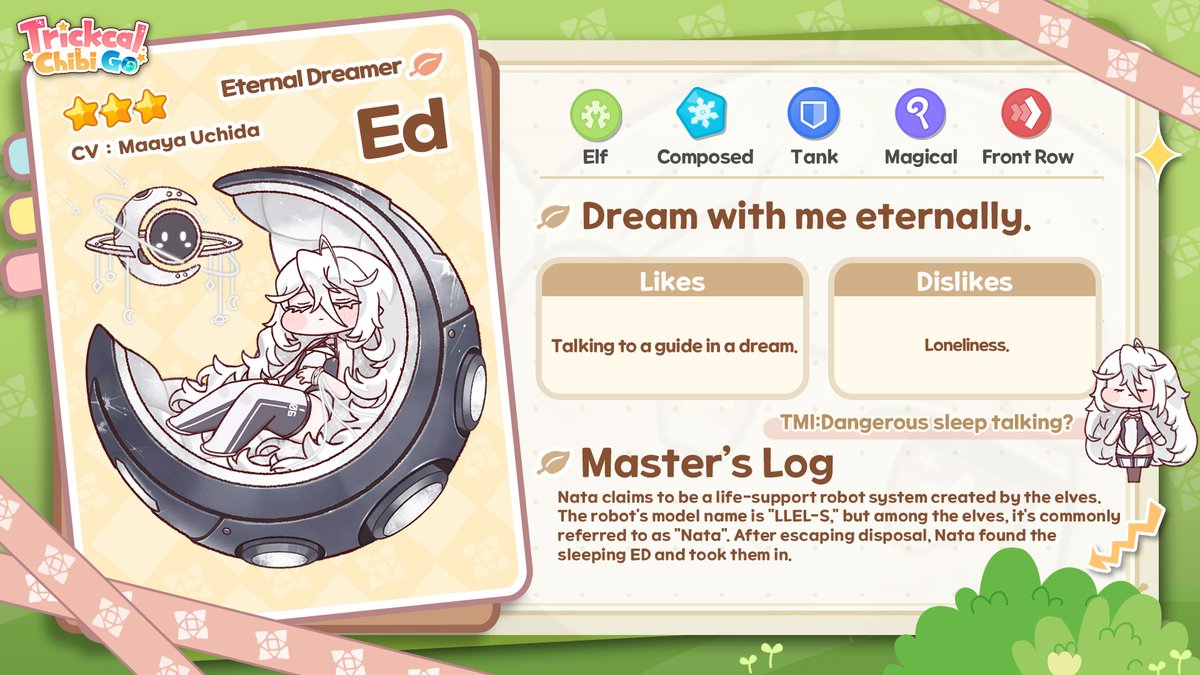 Trickcal
Chibi Go
Eternal Dreamer
CV : Maaya Uchida
Ed
06
Elf
Composed
Tank
Magical
Front Row
Dream with me eternally.
Likes
Dislikes
Talking to a guide in a dream.
Loneliness.
TMI:Dangerous sleep talking?
Master's Log
Nata claims to be a life-support robot system created by the elves.
The robot's model name is "LLEL-S," but among the elves, it's commonly
referred to as "Nata". After escaping disposal, Nata found the
sleeping ED and took them in.